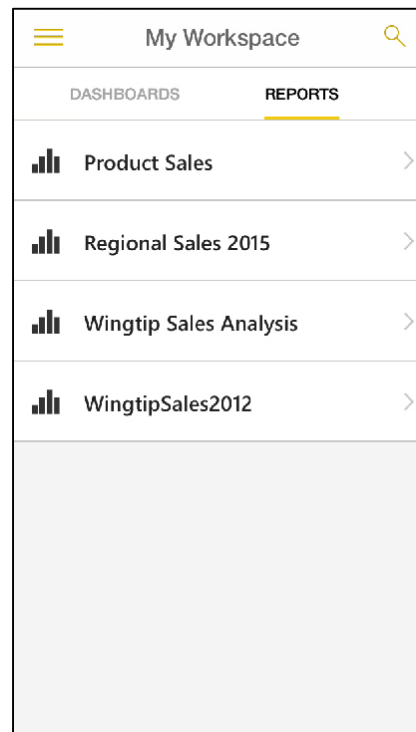 My Workspace
DASHBOARDS REPORTS
Product Sales
Regional Sales 2015
Wingtip Sales Analysis
WingtipSales2012